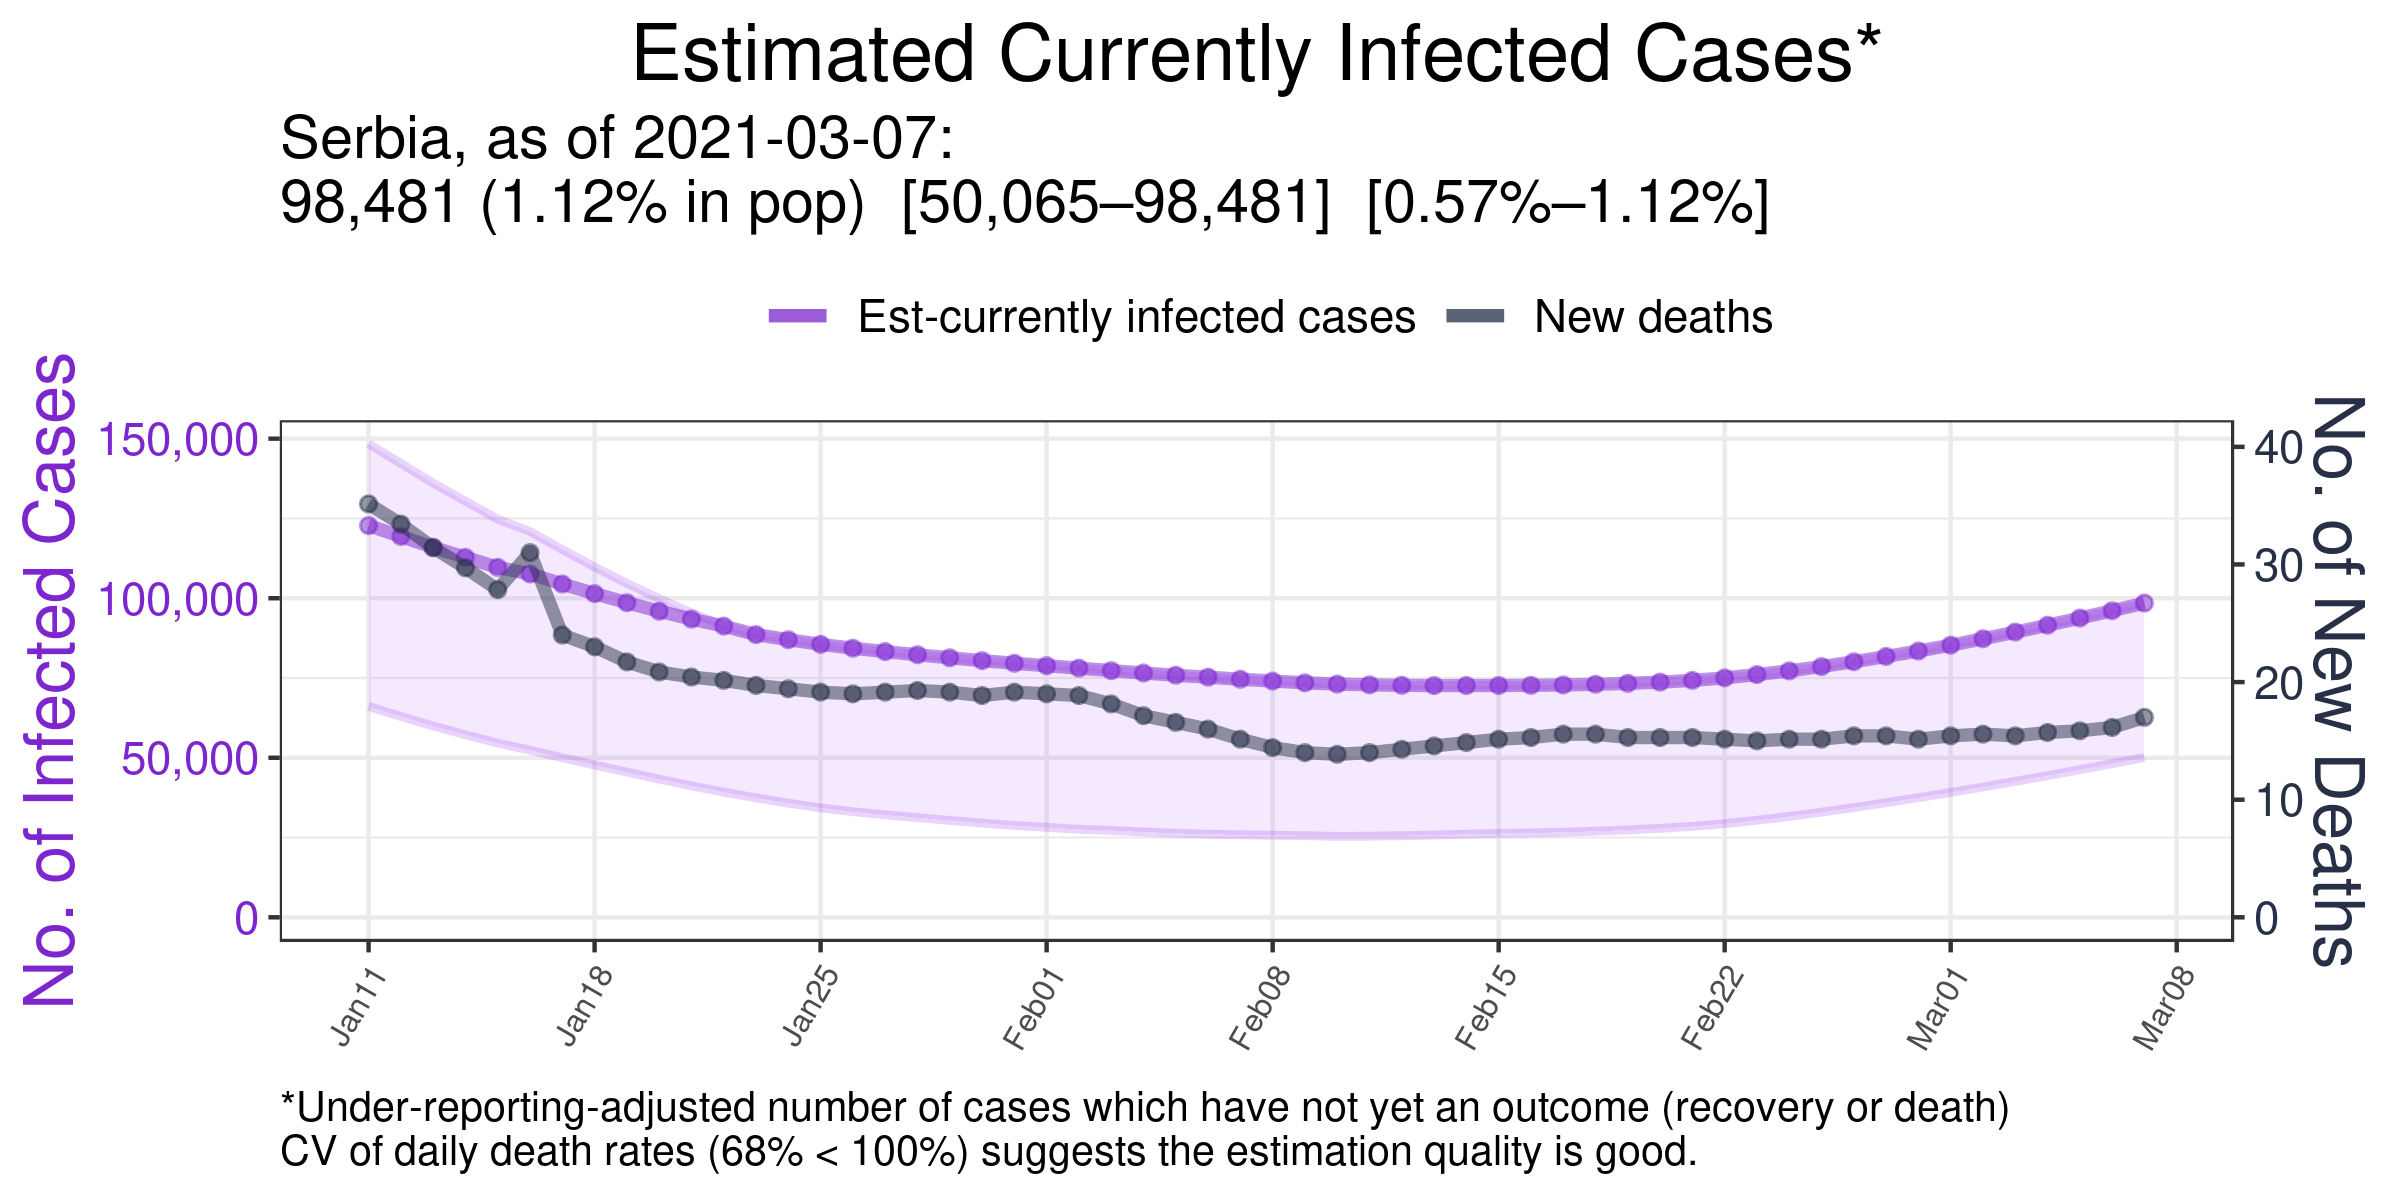 Estimated Currently Infected Cases*
Serbia, as of 2021-03-07:
98,481 (1.12% in pop)  [50,065–98,481]  [0.57%–1.12%]
Est-currently infected cases
New deaths
No. of Infected Cases
150,000
100,000
50,000
0
No. of New Deaths
40
30
20
10
0
Jan11
Jan18
Jan25
Feb01
Feb08
Feb15
Feb22
Mar01
Mar08
*Under-reporting-adjusted number of cases which have not yet an outcome (recovery or death)
CV of daily death rates (68% < 100%) suggests the estimation quality is good.